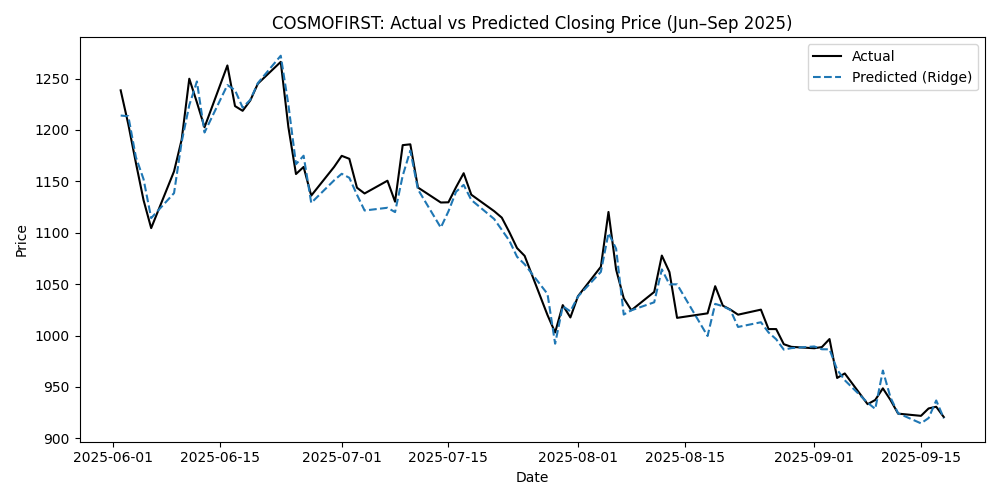 COSMOFIRST: Actual vs Predicted Closing Price (Jun–Sep 2025)
Actual
Predicted (Ridge)
Price
1250
1200
1150
1100
1050
1000
950
900
2025-06-01 2025-06-15 2025-07-01 2025-07-15 2025-08-01 2025-08-15 2025-09-01 2025-09-15
Date